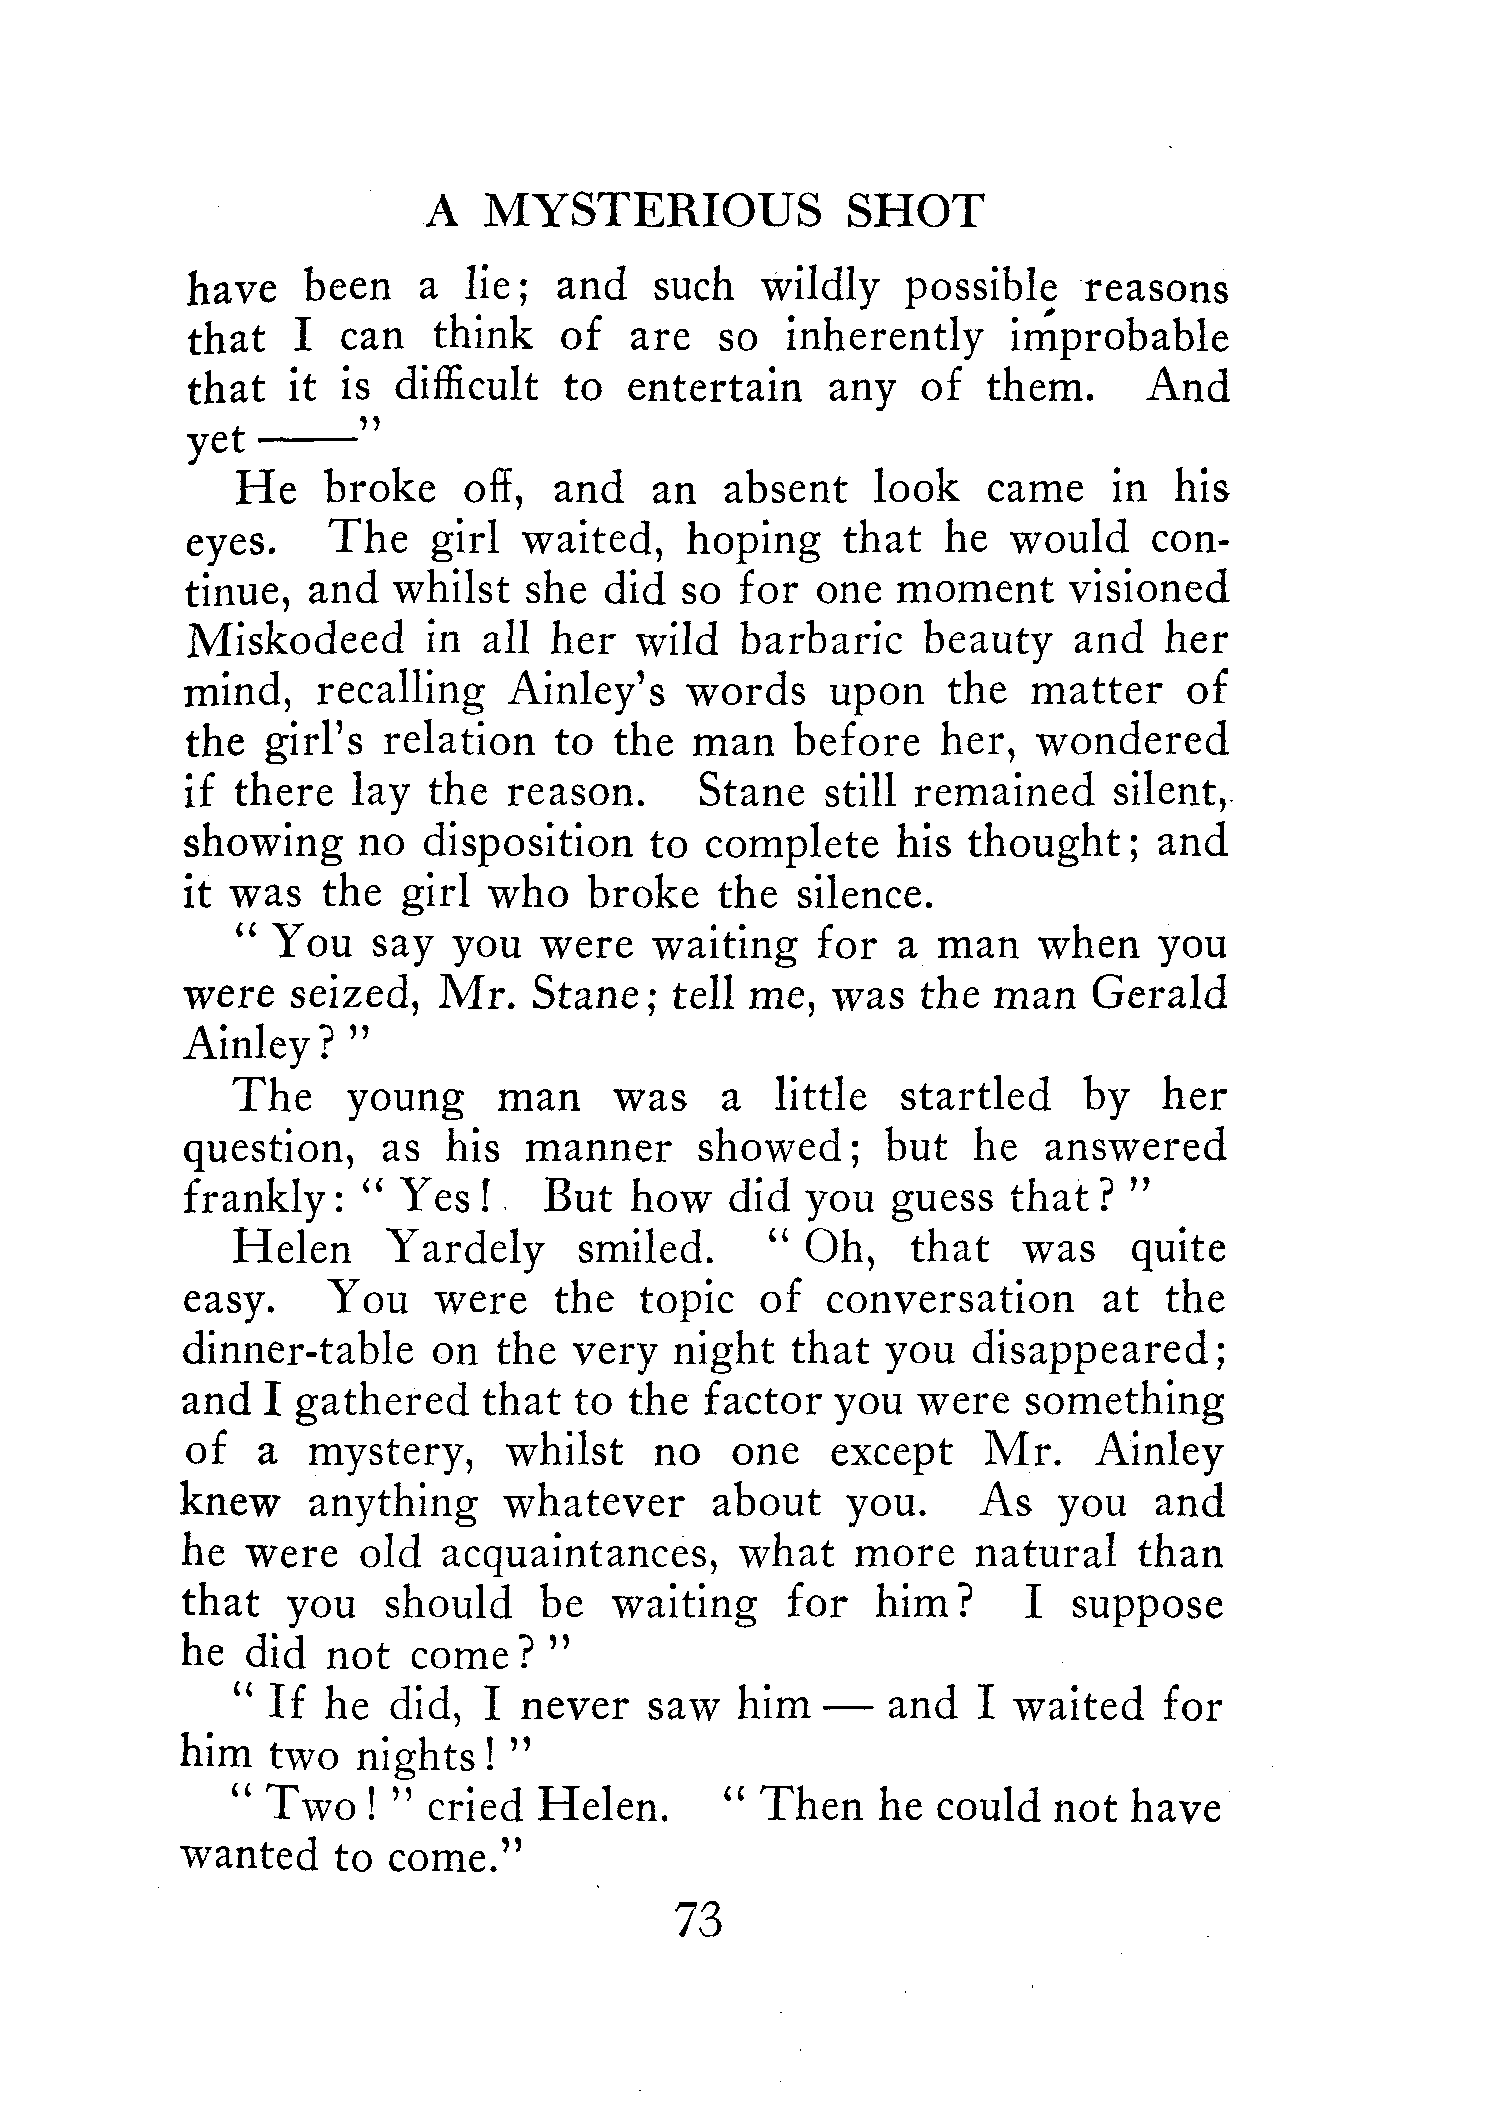 A MYSTERIOUS SHOT
have been a lie; and such wildly possible reasons
that I can think of are so inherently improbable
that it is difficult to entertain any of them. And
yet ——"
He broke off, and an absent look came in his
eyes. The girl waited, hoping that he would con-
tinue, and whilst she did so for one moment visioned
Miskodeed in all her wild barbaric beauty and her
mind, recalling Ainley's words upon the matter of
the girl's relation to the man before her, wondered
if there lay the reason. Stane still remained silent,
showing no disposition to complete his thought; and
it was the girl who broke the silence.
" You say you were waiting for a man when you
were seized, Mr. Stane; tell me, was the man Gerald
Ainley? "
The young man was a little startled by her
question, as his manner showed; but he answered
frankly: " Yes! But how did you guess that? "
Helen Yardely smiled. " Oh, that was quite
easy. You were the topic of conversation at the
dinner-table on the very night that you disappeared;
and I gathered that to the factor you were something
of a mystery, whilst no one except Mr. Ainley
knew anything whatever about you. As you and
he were old acquaintances, what more natural than
that you should be waiting for him? I suppose
he did not come? "
" If he did, I never saw him — and I waited for
him two nights! "
" Two! " cried Helen. " Then he could not have
wanted to come."
73